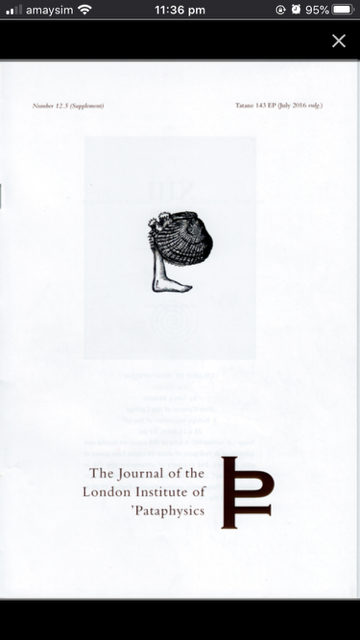 amaysim
11:36 pm
95%
Number 12.5 (Supplement)
Tatane 143 EP (July 2016 vulg.)
The Journal of the
London Institute of
'Pataphysics